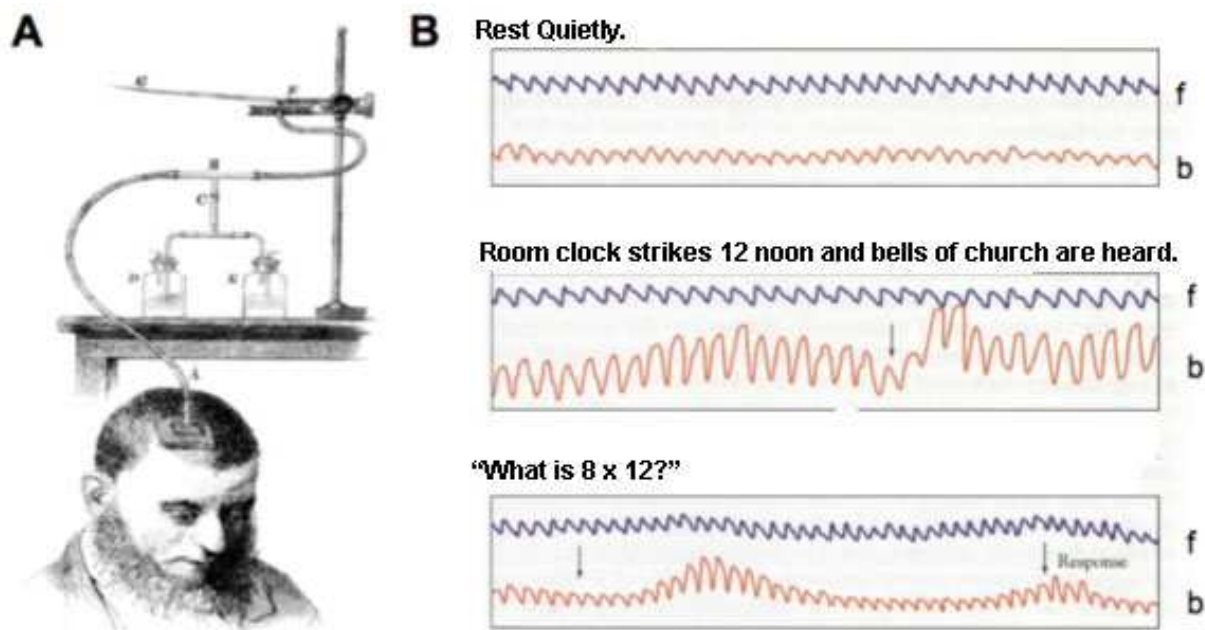 A
B
Rest Quietly.
f
b
Room clock strikes 12 noon and bells of church are heard.
f
b
“What is 8 x 12?”
f
Response
b
G
F
C
D
E
A